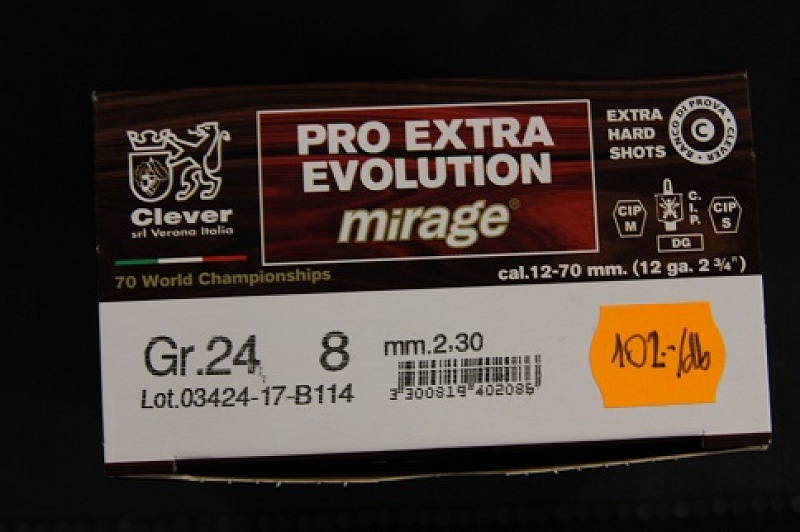 PRO EXTRA
EVOLUTION
mirage®
Clever
srl Verona Italia
70 World Championships
EXTRA
HARD
SHOTS
BANCO DI PROVA • CLEVER •
C
CIP
M
C.
I.
P.
CIP
S
DG
cal.12-70 mm. (12 ga. 2 ¾")
Gr.24 8 mm.2,30
Lot.03424-17-B114
3 300819 402086
102.-/db